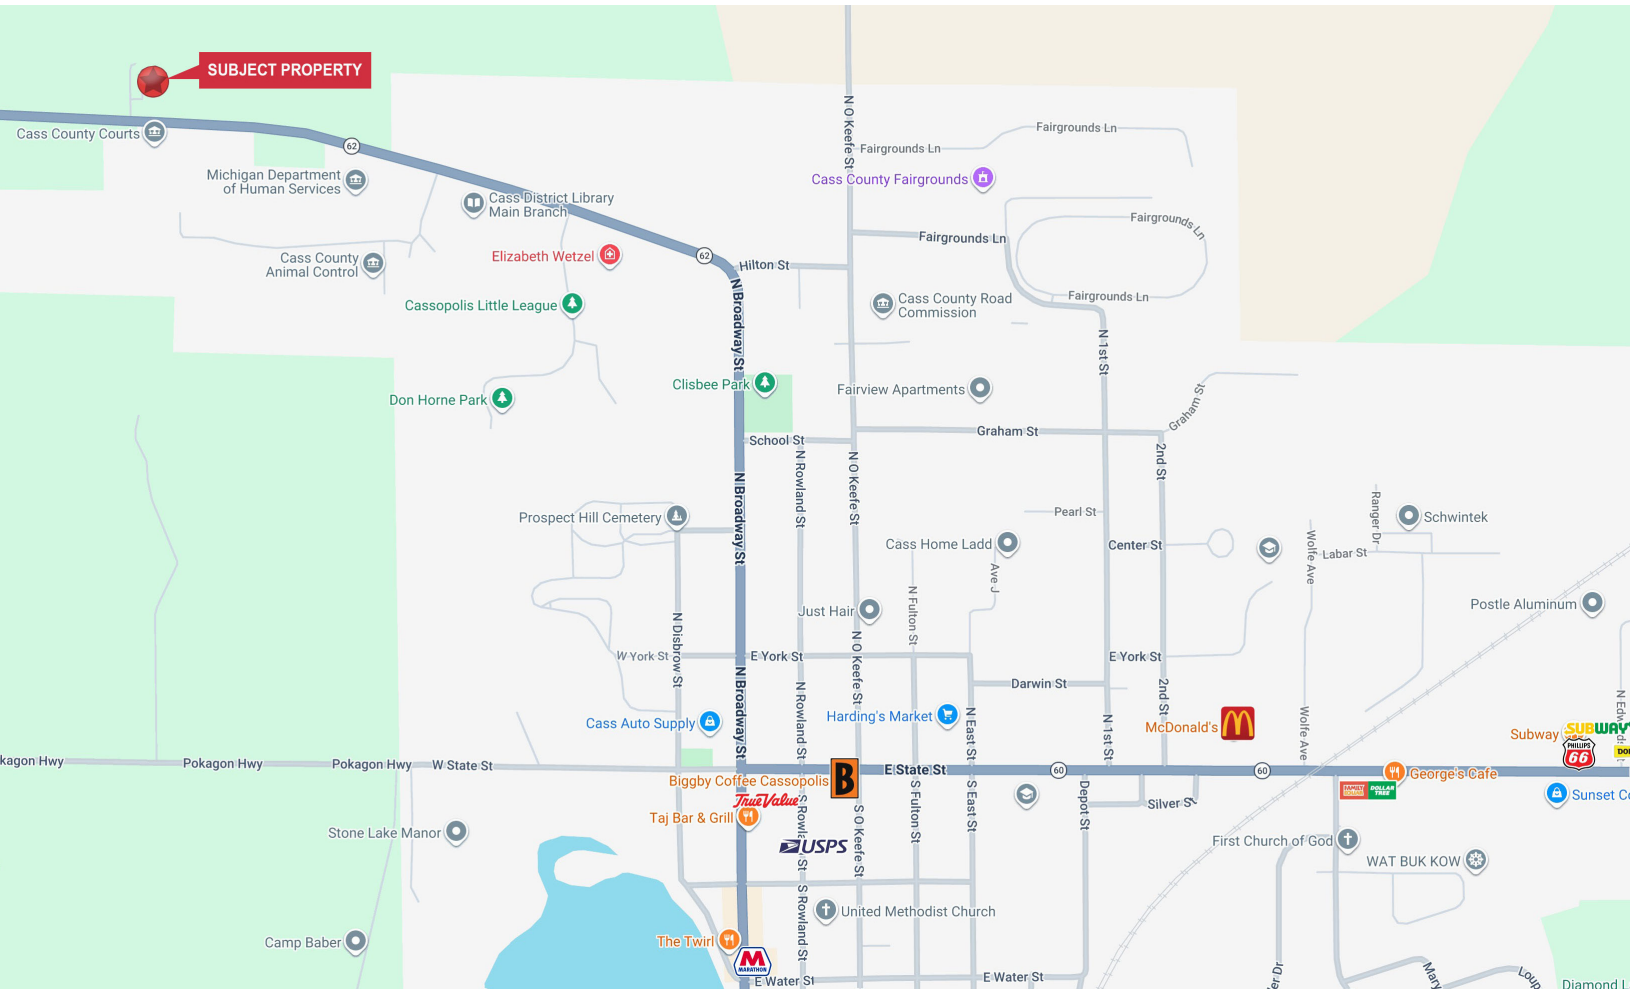 SUBJECT PROPERTY
N O Keefe St
Fairgrounds Ln
Cass County Courts
62
Fairgrounds Ln
Michigan Department
of Human Services
Cass County Fairgrounds
Cass District Library
Main Branch
Fairgrounds Ln
Fairgrounds Ln
Elizabeth Wetzel
62
Hilton St
Cass County
Animal Control
Cassopolis Little League
N Broadway St
Cass County Road
Commission
Fairgrounds Ln
N 1st St
Clisbee Park
Fairview Apartments
Don Horne Park
Graham St
School St
Graham St
2nd St
N Rowland St
N O Keefe St
N Broadway St
Prospect Hill Cemetery
Pearl St
Ranger Dr
Schwintek
Cass Home Ladd
Center St
Wolfe Ave
Labar St
Ave J
N Fulton St
Just Hair
Postle Aluminum
N Disbrow St
N O Keefe St
W York St
E York St
E York St
Darwin St
N Broadway St
N Rowland St
2nd St
Cass Auto Supply
Harding's Market
N East St
N 1st St
McDonald's
Wolfe Ave
Subway
SUBWAY
PHILLIPS
66
kagon Hwy
Pokagon Hwy
Pokagon Hwy
W State St
E State St
60
60
George's Cafe
Biggby Coffee Cassopolis
B
FAMILY
DOLLAR
DOLLAR
TREE
Sunset Co
True Value
Taj Bar & Grill
S Rowland St
S O Keefe St
S Fulton St
S East St
Depot St
Silver St
Stone Lake Manor
USPS
First Church of God
WAT BUK KOW
United Methodist Church
S Rowland St
Camp Baber
The Twirl
MARATHON
E Water St
E Water St
er Dr
Mary
Loup
Diamond L